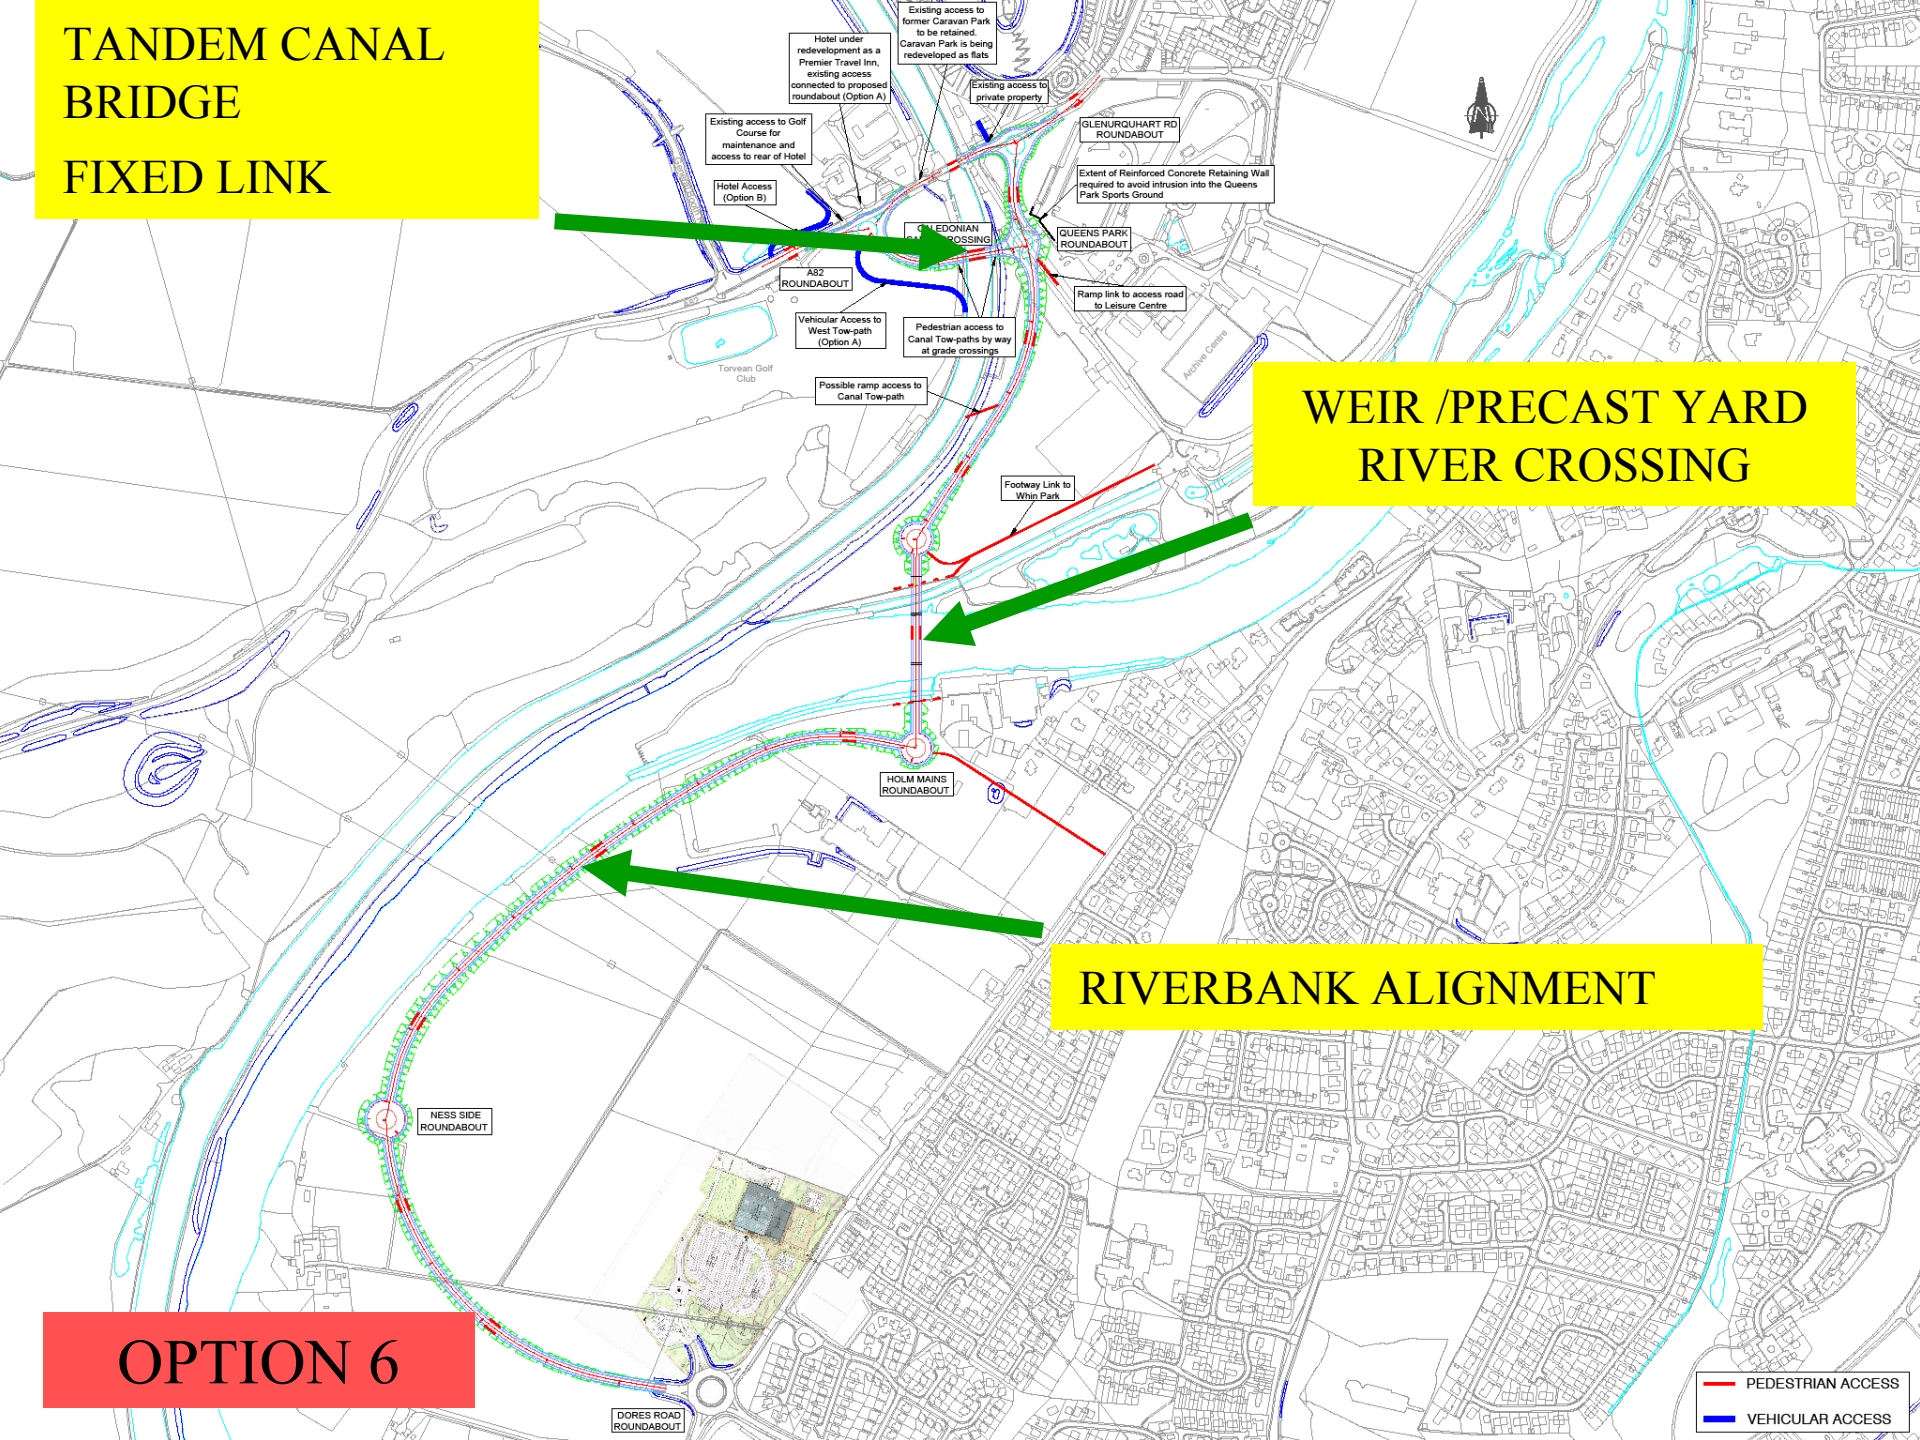 TANDEM CANAL
BRIDGE
FIXED LINK
Existing access to
former Caravan Park
to be retained.
Caravan Park is being
redeveloped as flats
Hotel under
redevelopment as a
Premier Travel Inn,
existing access
connected to proposed
roundabout (Option A)
Existing access to
private property
Existing access to Golf
Course for
maintenance and
access to rear of Hotel
GLENURQUHART RD
ROUNDABOUT
Extent of Reinforced Concrete Retaining Wall
required to avoid intrusion into the Queens
Park Sports Ground
Hotel Access
(Option B)
CALEDONIAN
CROSSING
QUEENS PARK
ROUNDABOUT
A82
ROUNDABOUT
A82
Ramp link to access road
to Leisure Centre
Vehicular Access to
West Tow-path
(Option A)
Pedestrian access to
Canal Tow-paths by way
at grade crossings
Archive Centre
Torvean Golf
Club
Possible ramp access to
Canal Tow-path
WEIR /PRECAST YARD
RIVER CROSSING
Footway Link to
Whin Park
N
HOLM MAINS
ROUNDABOUT
RIVERBANK ALIGNMENT
NESS SIDE
ROUNDABOUT
OPTION 6
DORES ROAD
ROUNDABOUT
PEDESTRIAN ACCESS
VEHICULAR ACCESS